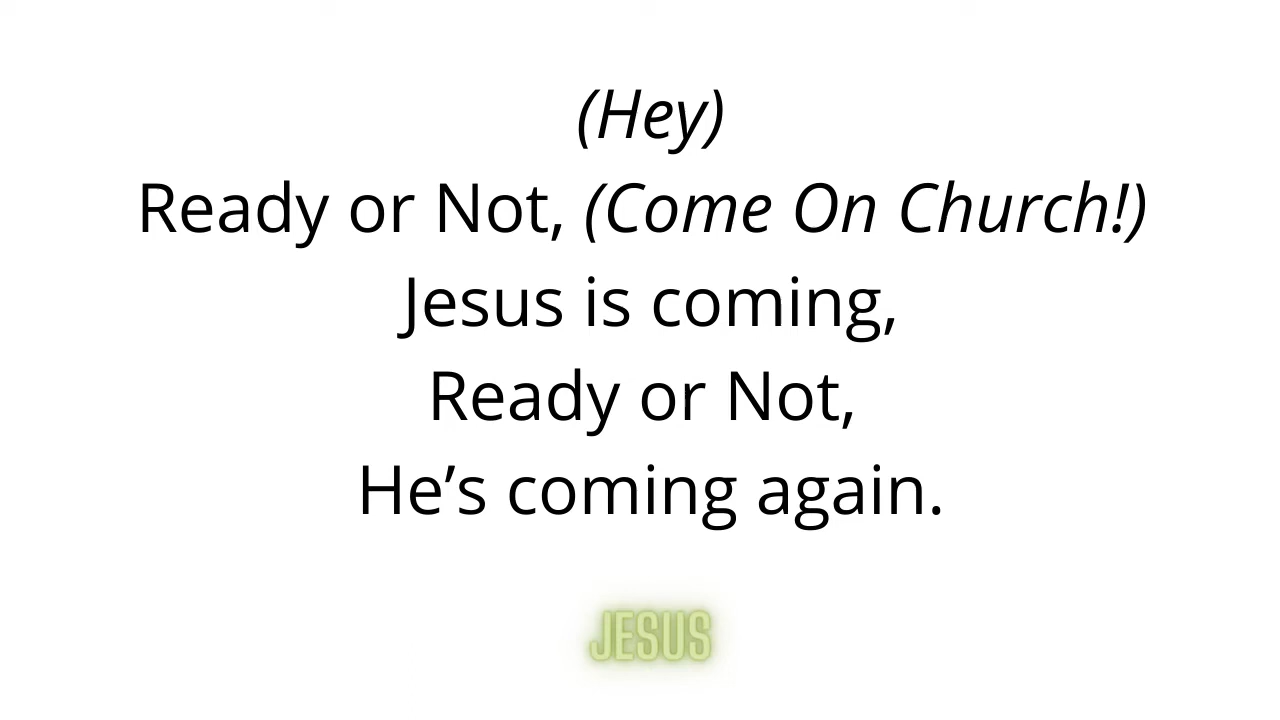 (Hey)
Ready or Not, (Come On Church!)
Jesus is coming,
Ready or Not,
He’s coming again.
JESUS